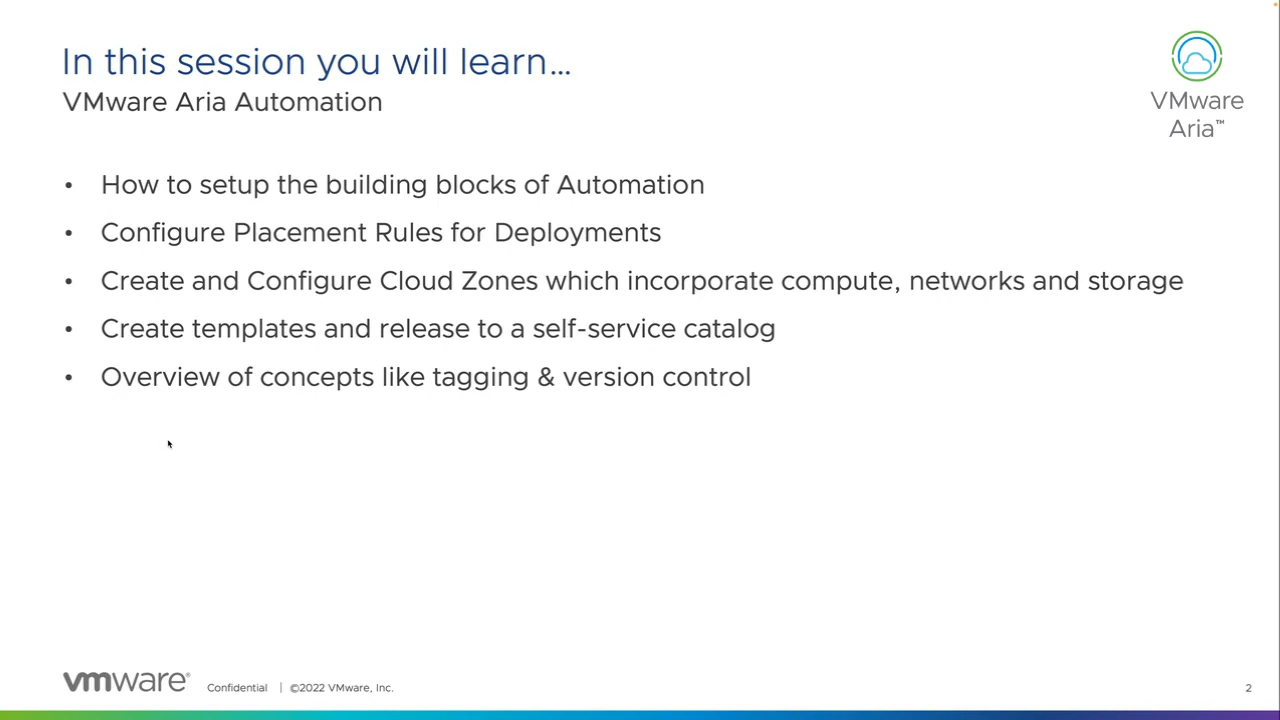 In this session you will learn...
VMware Aria Automation
VMware
Aria™
• How to setup the building blocks of Automation
• Configure Placement Rules for Deployments
• Create and Configure Cloud Zones which incorporate compute, networks and storage
• Create templates and release to a self-service catalog
• Overview of concepts like tagging & version control
vmware® Confidential | ©2022 VMware, Inc. 2